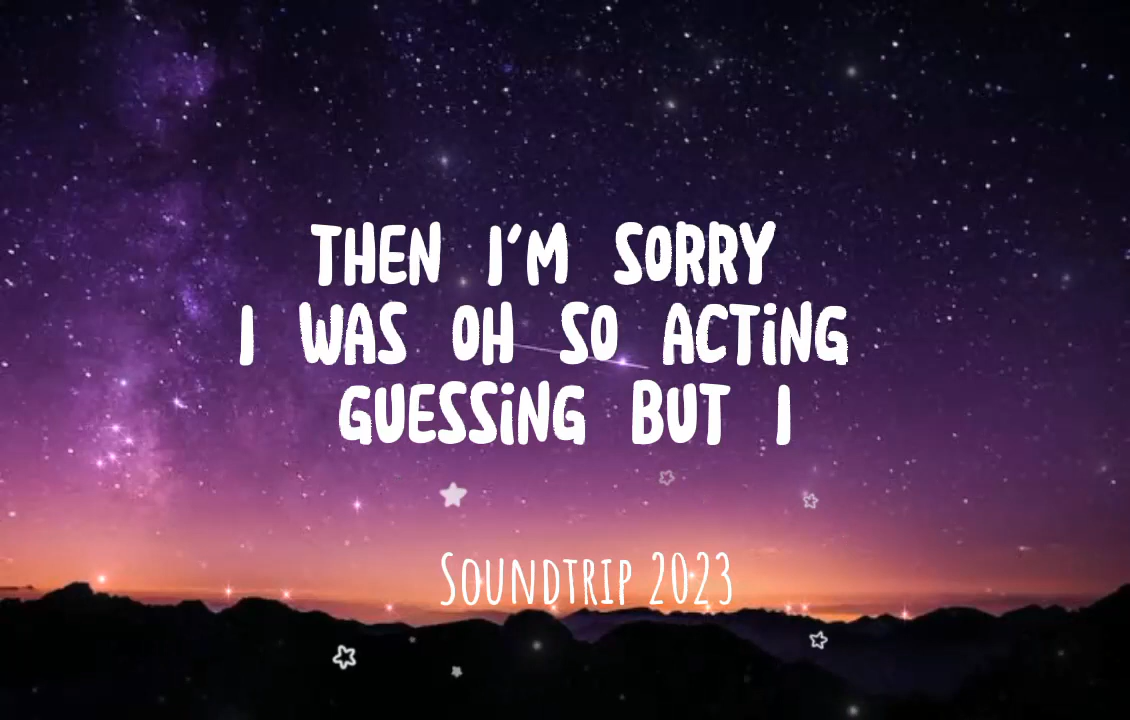 THEN I'M SORRY
I WAS OH SO ACTING
GUESSING BUT I
SOUNDTRIP 2023